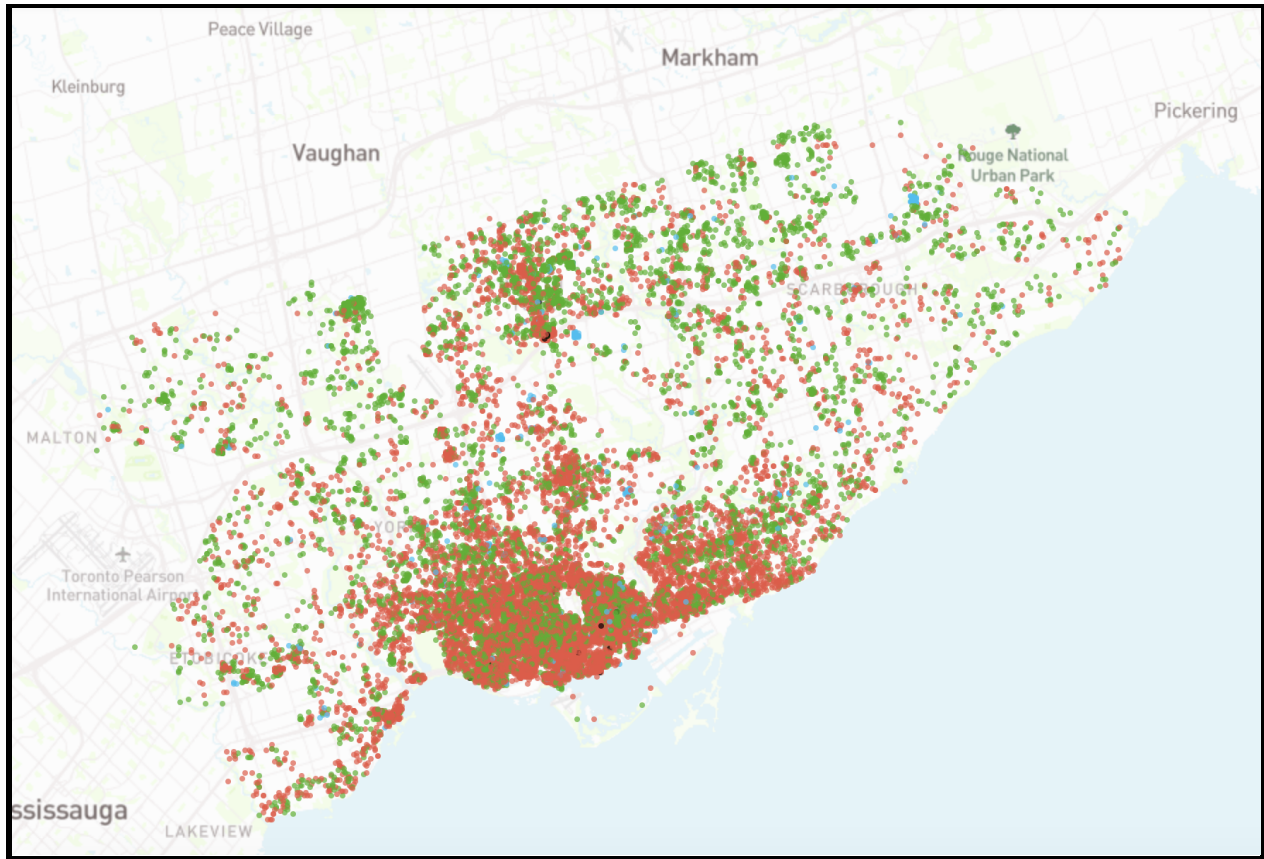 Peace Village
Markham
Kleinburg
Pickering
Vaughan
Rouge National
Urban Park
SCARBOROUGH
MALTON
YOR
Toronto Pearson
International Airport
ETOBICOKE
ssissauga
LAKEVIEW